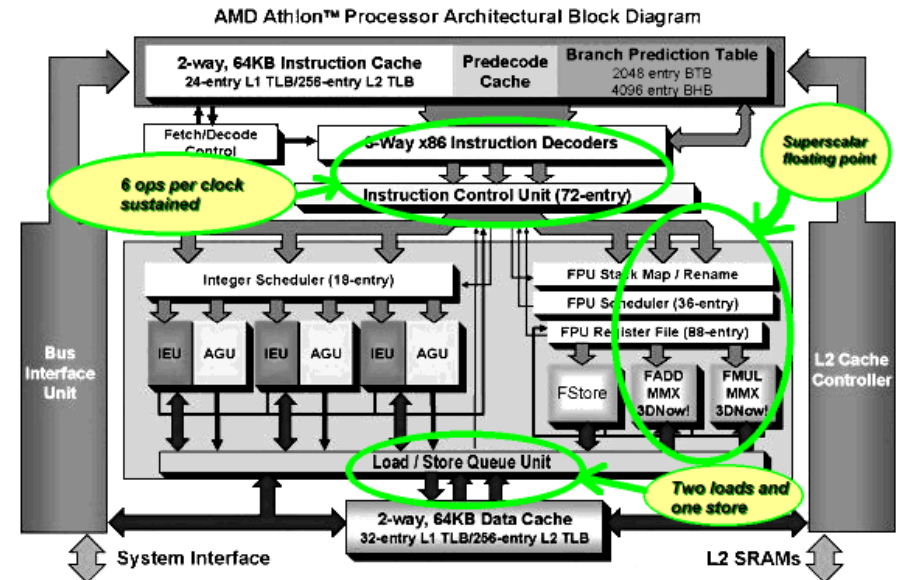 AMD Athlon™ Processor Architectural Block Diagram
2-way, 64KB Instruction Cache
24-entry L1 TLB/256-entry L2 TLB
Predecode
Cache
Branch Prediction Table
2048 entry BTB
4096 entry BHB
Fetch/Decode
Control
3-Way x86 Instruction Decoders
Superscalar
floating point
6 ops per clock
sustained
Instruction Control Unit (72-entry)
Integer Scheduler (18-entry)
FPU Stack Map / Rename
FPU Scheduler (36-entry)
FPU Register File (88-entry)
Bus
Interface
Unit
IEU
AGU
IEU
AGU
IEU
AGU
FStore
FADD
MMX
3DNow!
FMUL
MMX
3DNow!
L2 Cache
Controller
Load / Store Queue Unit
Two loads and
one store
2-way, 64KB Data Cache
32-entry L1 TLB/256-entry L2 TLB
System Interface
L2 SRAMs